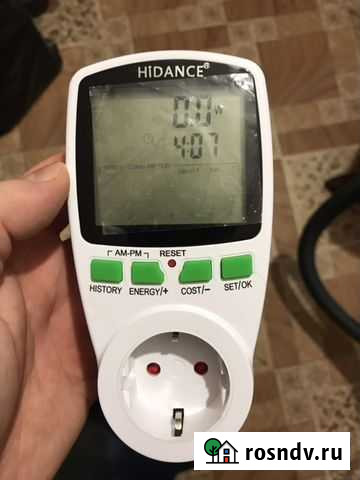 HiDANCE®
0.0 W
4:07
AM-PM RESET
HISTORY ENERGY/+ COST/− SET/OK
rosndv.ru